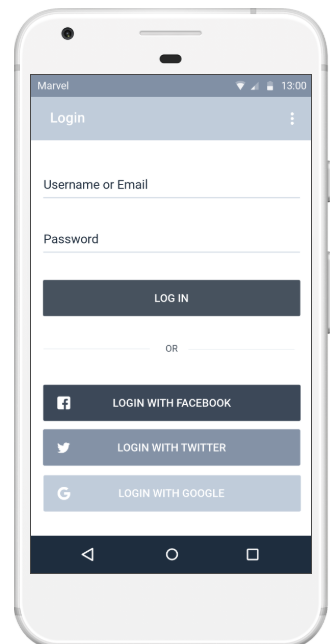 Marvel 13:00
Login
Username or Email
Password
LOG IN
OR
LOGIN WITH FACEBOOK
LOGIN WITH TWITTER
LOGIN WITH GOOGLE